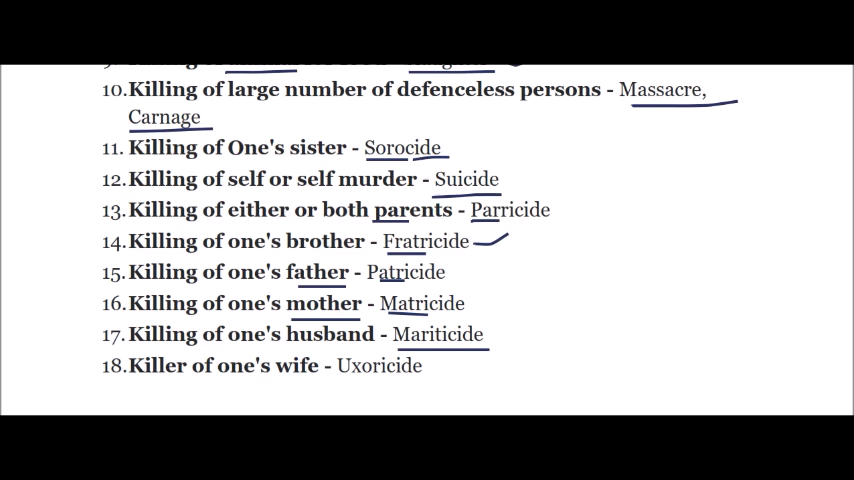 10.Killing of large number of defenceless persons - Massacre,
Carnage
11. Killing of One's sister - Sorocide
12. Killing of self or self murder - Suicide
13. Killing of either or both parents - Parricide
14. Killing of one's brother - Fratricide
15. Killing of one's father - Patricide
16. Killing of one's mother - Matricide
17. Killing of one's husband - Mariticide
18.Killer of one's wife - Uxoricide